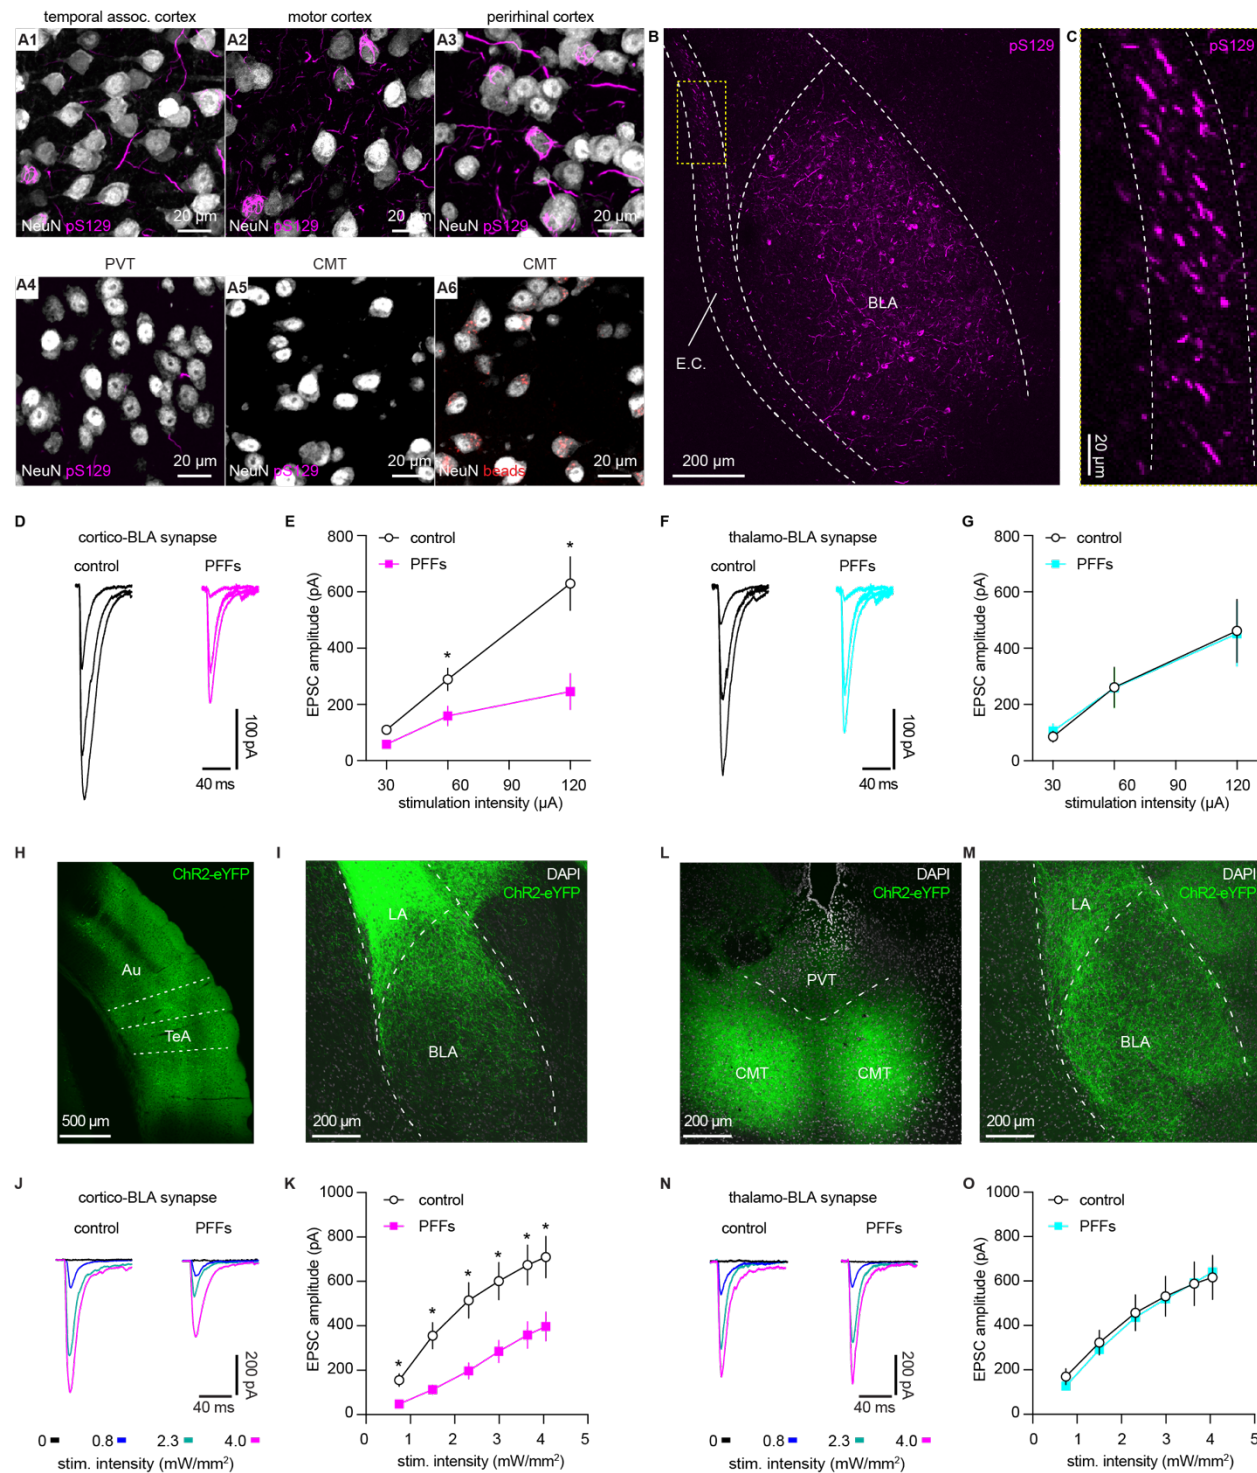 temporal assoc. cortex
motor cortex
perirhinal cortex
A1
NeuN pS129
20 µm
A2
NeuN pS129
20 µm
A3
NeuN pS129
20 µm
B
pS129
BLA
E.C.
200 µm
C
pS129
20 µm
PVT
CMT
CMT
A4
NeuN pS129
20 µm
A5
NeuN pS129
20 µm
A6
NeuN beads
20 µm
D
cortico-BLA synapse
control
PFFs
100 pA
40 ms
E
control
PFFs
EPSC amplitude (pA)
800
600
400
200
0
*
*
30
60
90
120
stimulation intensity (µA)
F
thalamo-BLA synapse
control
PFFs
100 pA
40 ms
G
control
PFFs
EPSC amplitude (pA)
800
600
400
200
0
30
60
90
120
stimulation intensity (µA)
H
ChR2-eYFP
Au
TeA
500 µm
I
DAPI
ChR2-eYFP
LA
BLA
200 µm
L
DAPI
ChR2-eYFP
PVT
CMT
CMT
200 µm
M
DAPI
ChR2-eYFP
LA
BLA
200 µm
J
cortico-BLA synapse
control
PFFs
200 pA
40 ms
0
0.8
2.3
4.0
stim. intensity (mW/mm²)
K
control
PFFs
EPSC amplitude (pA)
1000
800
600
400
200
0
*
*
*
*
*
*
0
1
2
3
4
5
stim. intensity (mW/mm²)
N
thalamo-BLA synapse
control
PFFs
200 pA
40 ms
0
0.8
2.3
4.0
stim. intensity (mW/mm²)
O
control
PFFs
EPSC amplitude (pA)
1000
800
600
400
200
0
0
1
2
3
4
5
stim. intensity (mW/mm²)